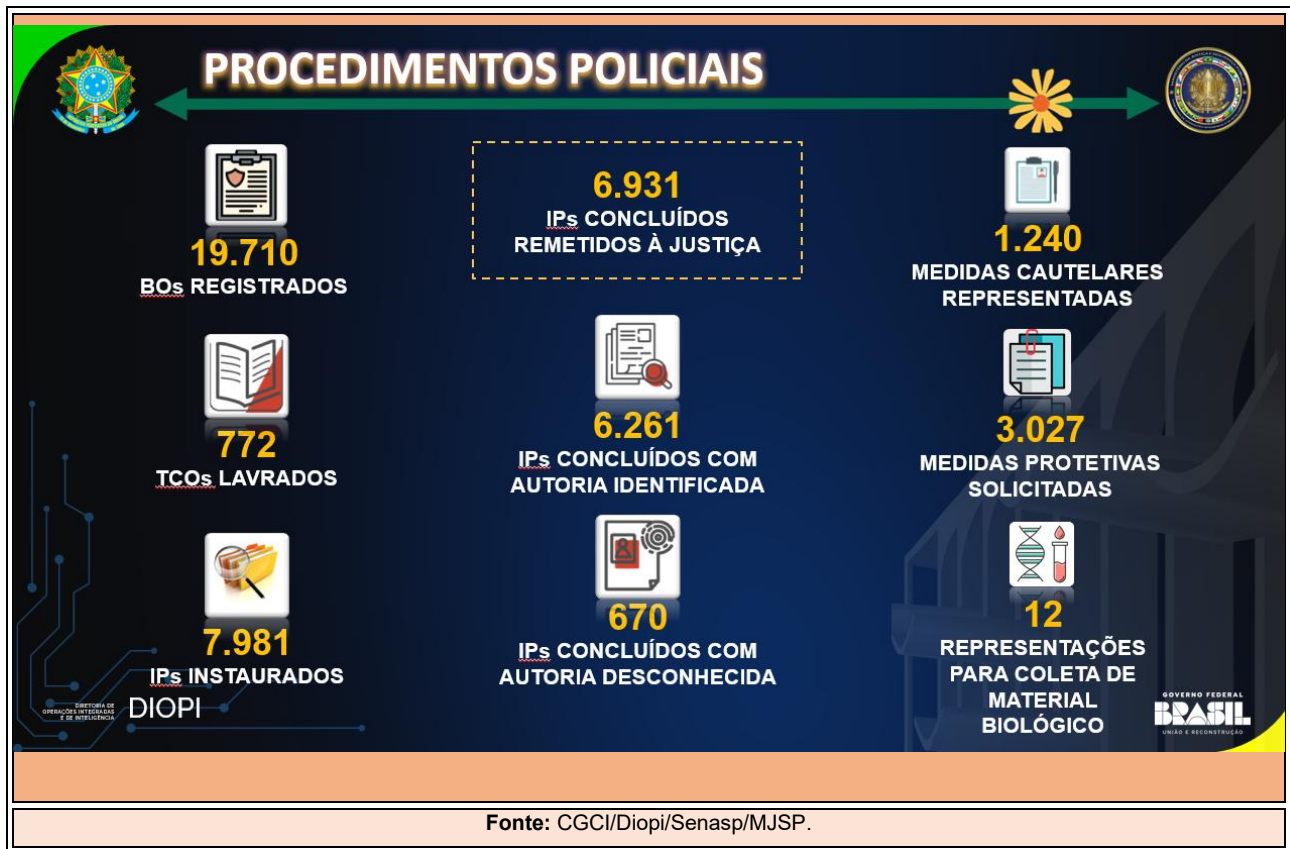 PROCEDIMENTOS POLICIAIS
19.710
BOs REGISTRADOS
772
TCOs LAVRADOS
7.981
IPs INSTAURADOS
6.931
IPs CONCLUÍDOS
REMETIDOS À JUSTIÇA
6.261
IPs CONCLUÍDOS COM
AUTORIA IDENTIFICADA
670
IPs CONCLUÍDOS COM
AUTORIA DESCONHECIDA
1.240
MEDIDAS CAUTELARES
REPRESENTADAS
3.027
MEDIDAS PROTETIVAS
SOLICITADAS
12
REPRESENTAÇÕES
PARA COLETA DE
MATERIAL
BIOLÓGICO
DIRETORIA DE
OPERAÇÕES INTEGRADAS
E DE INTELIGÊNCIA
DIOPI
GOVERNO FEDERAL
BRASIL
UNIÃO E RECONSTRUÇÃO
Fonte: CGCI/Diopi/Senasp/MJSP.